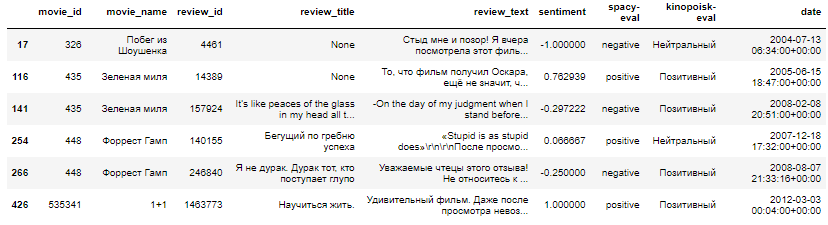 movie_id movie_name review_id review_title review_text sentiment spacy-eval kinopoisk-eval date
17 326 Побег из Шоушенка 4461 None Стыд мне и позор! Я вчера посмотрела этот филь... -1.000000 negative Нейтральный 2004-07-13 06:34:00+00:00
116 435 Зеленая миля 14389 None То, что фильм получил Оскара, ещё не значит, ч... 0.762939 positive Позитивный 2005-06-15 18:47:00+00:00
141 435 Зеленая миля 157924 It's like peaces of the glass in my head all t... -On the day of my judgment when I stand before... -0.297222 negative Позитивный 2008-02-08 20:51:00+00:00
254 448 Форрест Гамп 140155 Бегущий по гребню успеха «Stupid is as stupid does»\r\n\r\nПосле просмо... 0.066667 positive Нейтральный 2007-12-18 17:32:00+00:00
266 448 Форрест Гамп 246840 Я не дурак. Дурак тот, кто поступает глупо Уважаемые чтецы этого отзыва! Не относитесь к ... -0.250000 negative Позитивный 2008-08-07 21:33:16+00:00
426 535341 1+1 1463773 Научиться жить. Удивительный фильм. Даже после просмотра невоз... 1.000000 positive Позитивный 2012-03-03 00:04:00+00:00